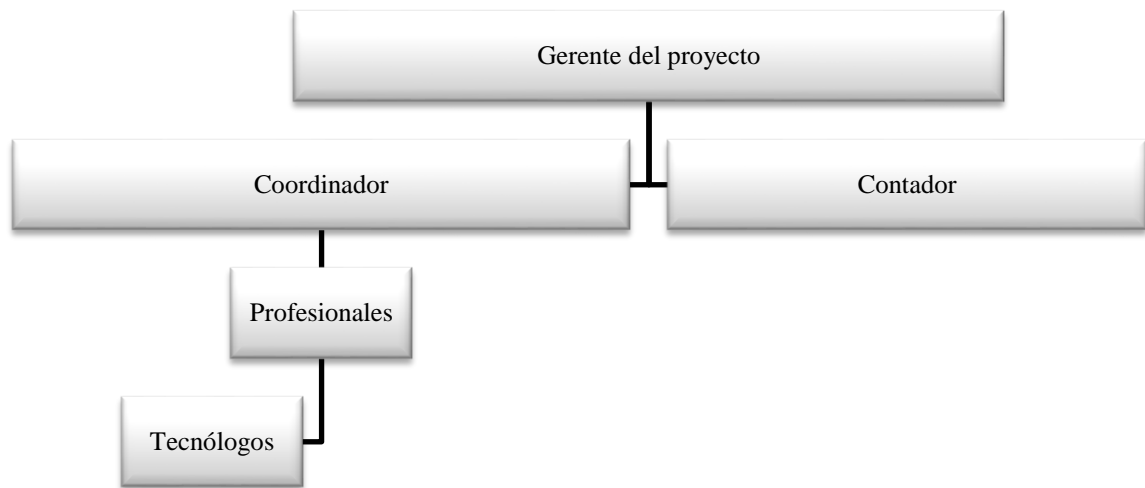 Gerente del proyecto
Coordinador
Contador
Profesionales
Tecnólogos